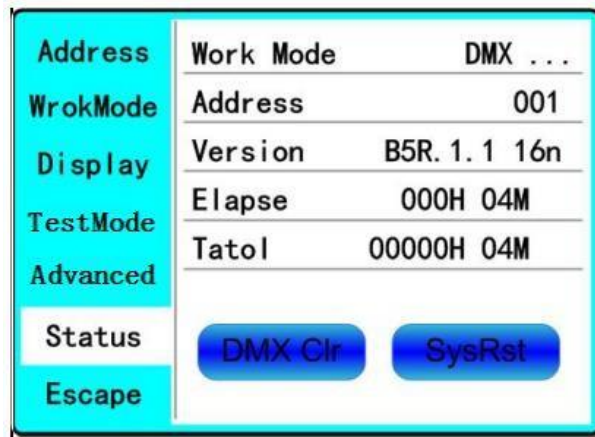 Address
WrokMode
Display
TestMode
Advanced
Status
Escape
Work Mode DMX ...
Address 001
Version B5R.1.1 16n
Elapse 000H 04M
Tatol 00000H 04M
DMX Clr SysRst